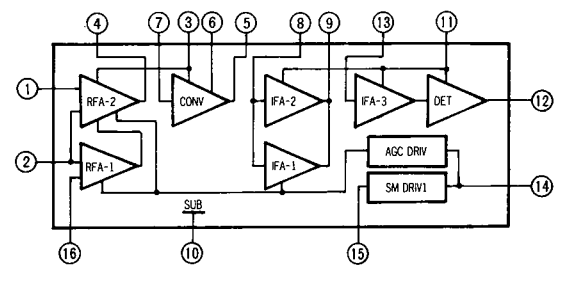 4 7 3 6 5 8 9 13 11
1 RFA-2 CONV IFA-2 IFA-3 DET 12
2 RFA-1 IFA-1 AGC DRIV
SM DRIV1 14
SUB
16 10 15